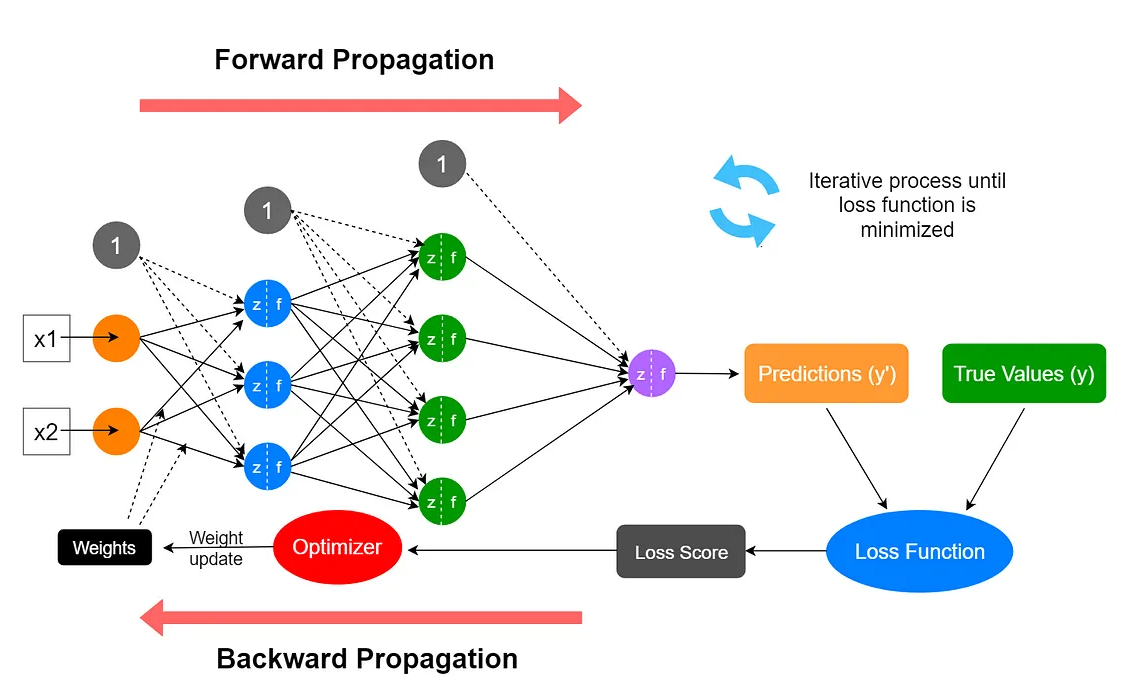 Forward Propagation
1
1
1
Iterative process until
loss function is
minimized
z f
z f
z f
z f
z f
z f
z f
z f
x1
x2
Predictions (y')
True Values (y)
Weights
Weight
update
Optimizer
Loss Score
Loss Function
Backward Propagation